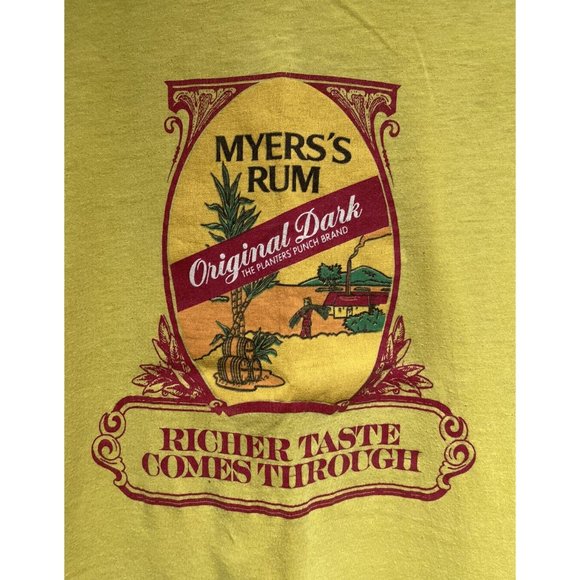 MYERS'S
RUM
Original Dark
THE PLANTERS' PUNCH BRAND
RICHER TASTE
COMES THROUGH